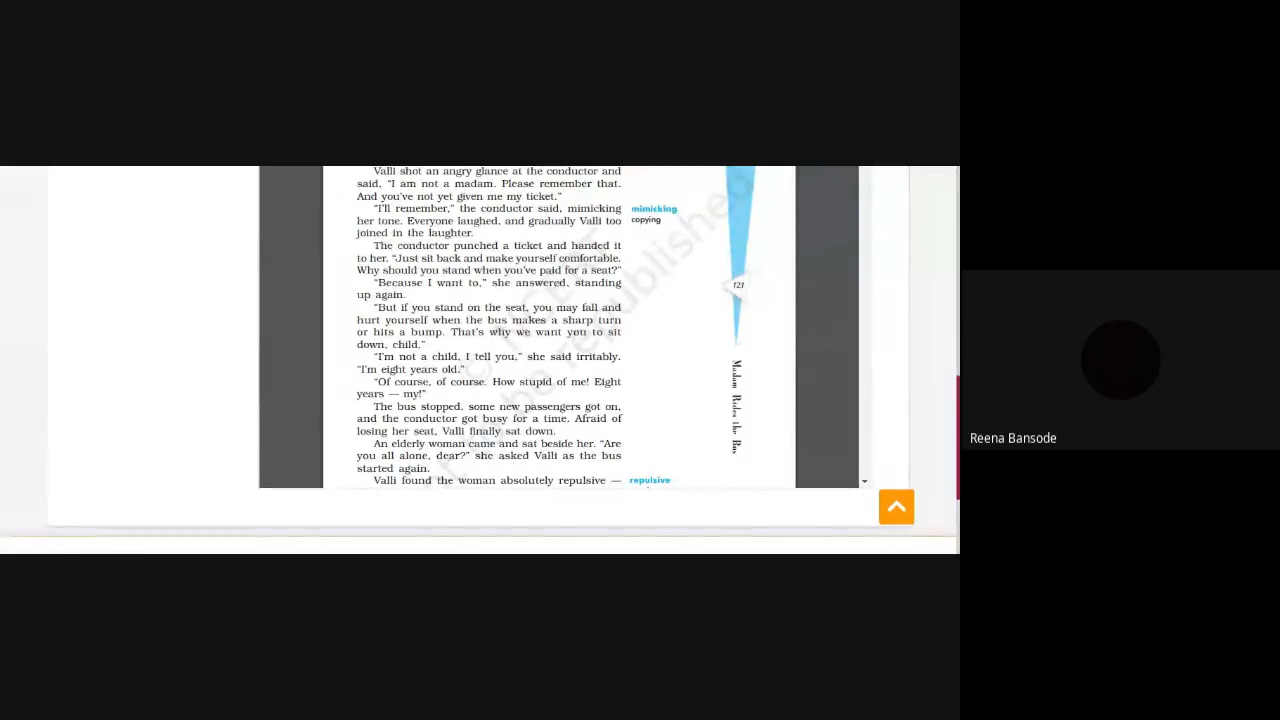 Valli shot an angry glance at the conductor and
said, “I am not a madam. Please remember that.
And you’ve not yet given me my ticket.”
“I’ll remember,” the conductor said, mimicking
her tone. Everyone laughed, and gradually Valli too
joined in the laughter.
The conductor punched a ticket and handed it
to her. “Just sit back and make yourself comfortable.
Why should you stand when you’ve paid for a seat?”
“Because I want to,” she answered, standing
up again.
“But if you stand on the seat, you may fall and
hurt yourself when the bus makes a sharp turn
or hits a bump. That’s why we want you to sit
down, child.”
“I’m not a child, I tell you,” she said irritably.
“I’m eight years old.”
“Of course, of course. How stupid of me! Eight
years — my!”
The bus stopped, some new passengers got on,
and the conductor got busy for a time. Afraid of
losing her seat, Valli finally sat down.
An elderly woman came and sat beside her. “Are
you all alone, dear?” she asked Valli as the bus
started again.
Valli found the woman absolutely repulsive —
mimicking
copying
repulsive
121
Madam Rides the Bus
be republished
Reena Bansode